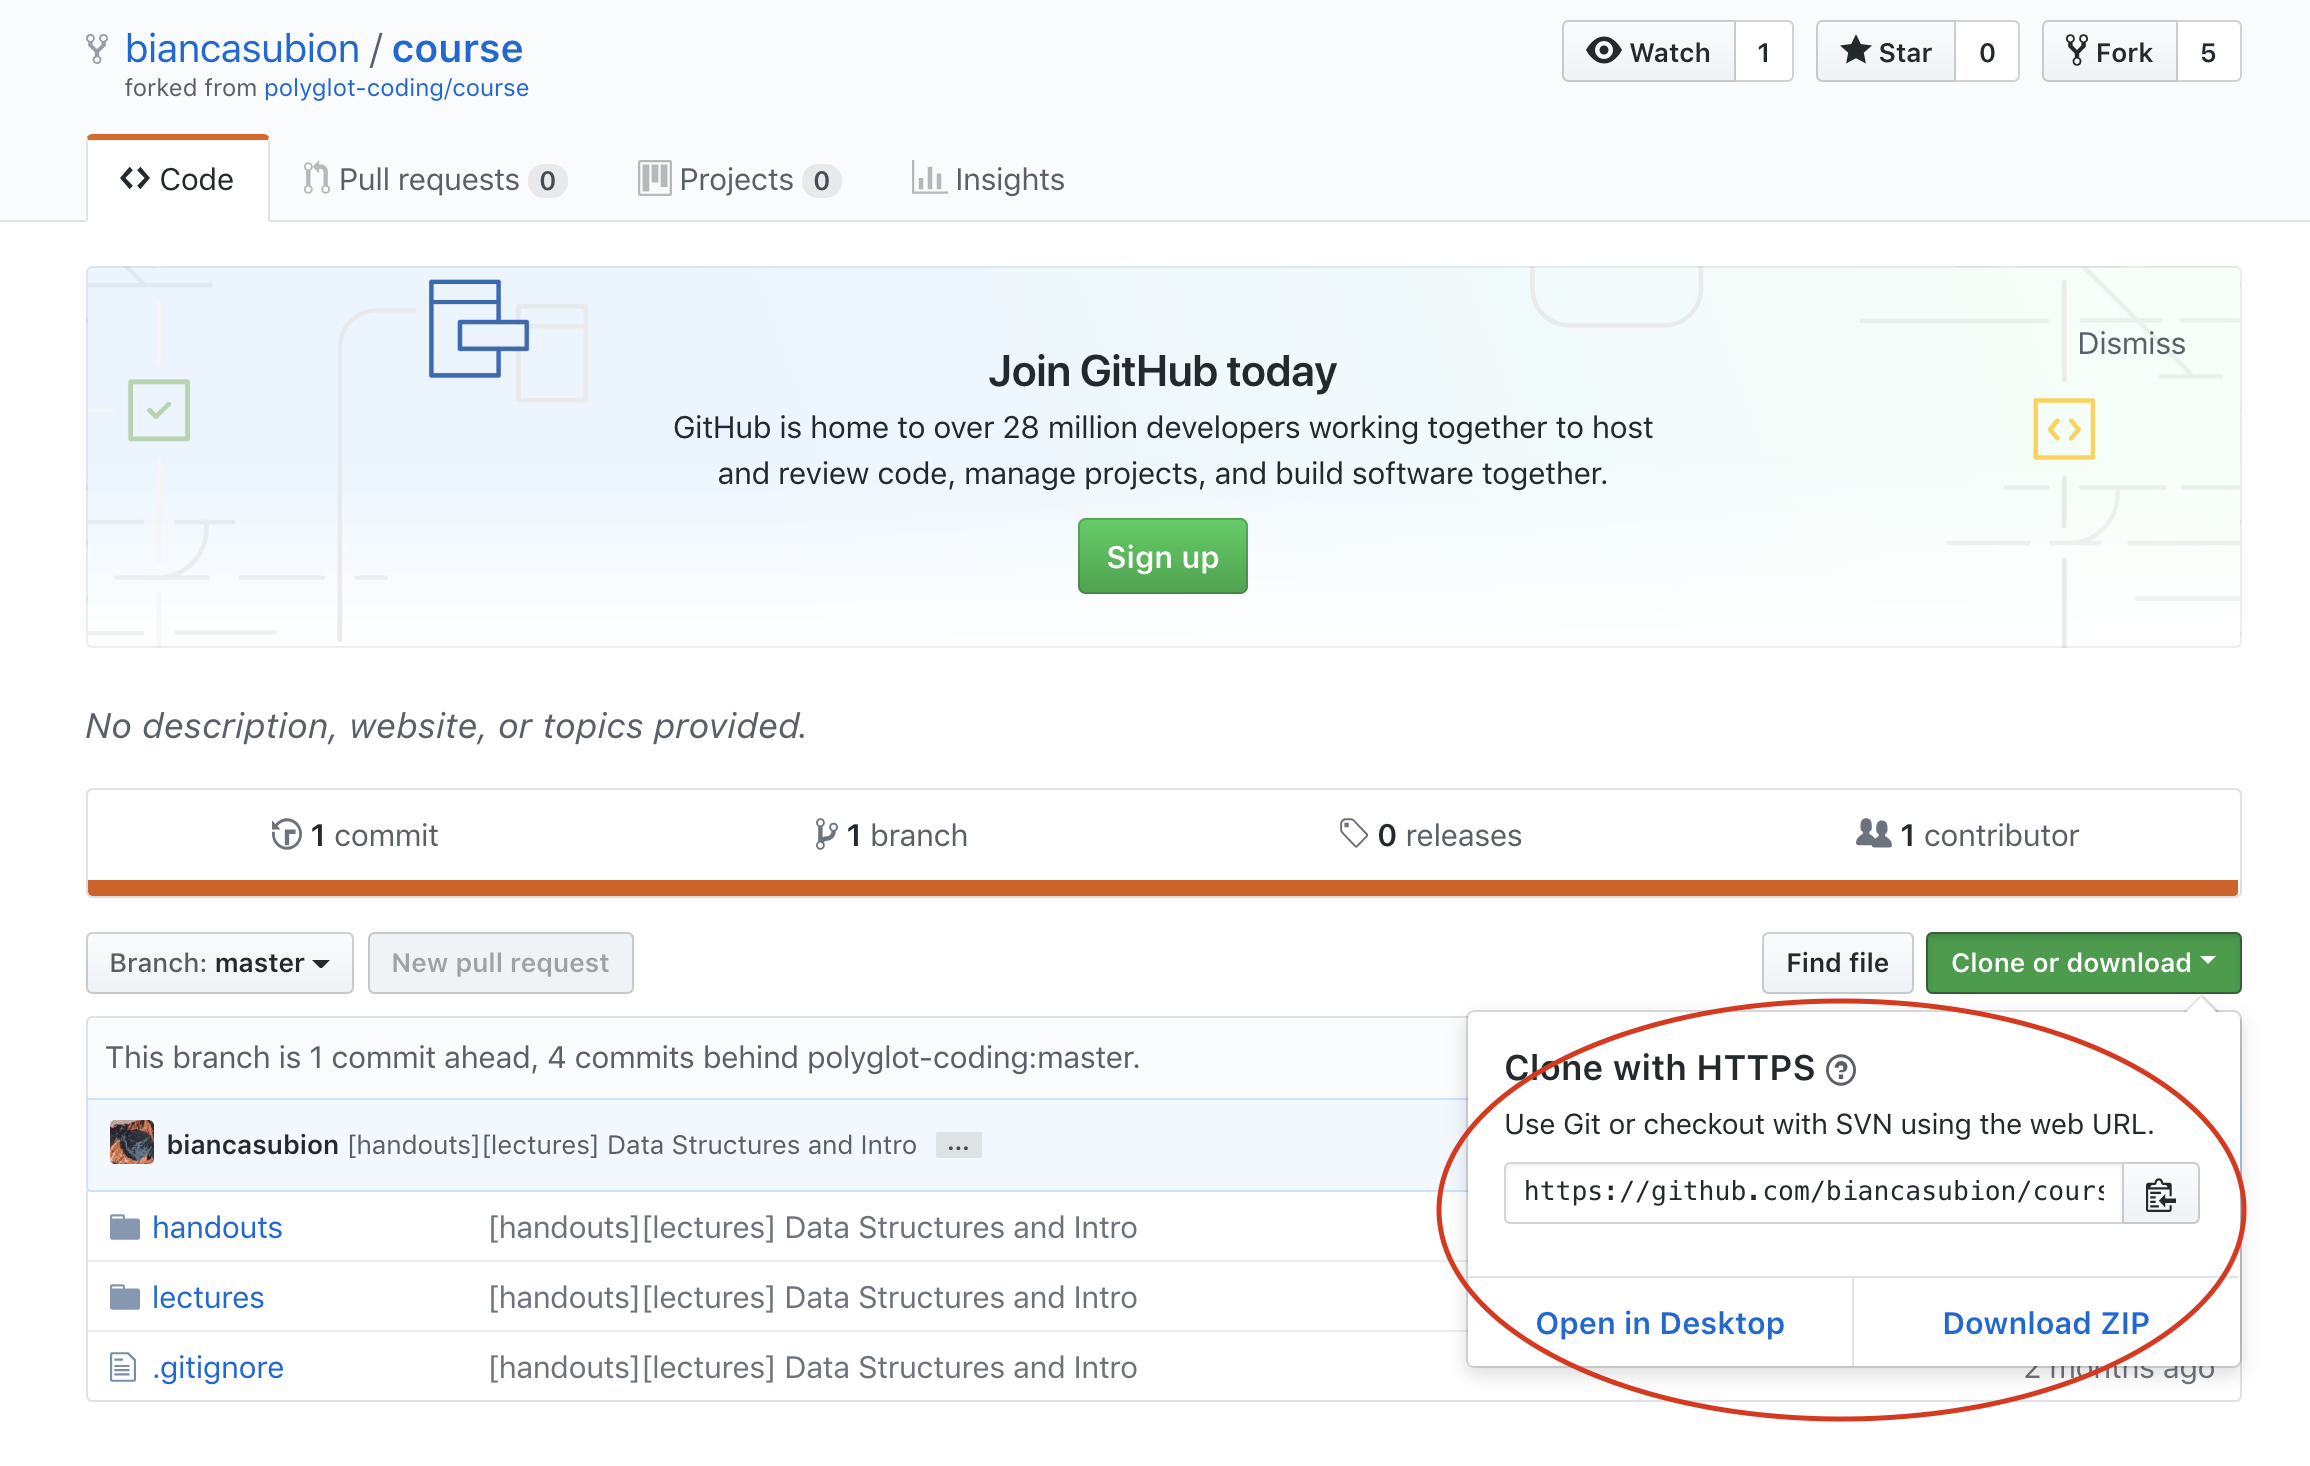 biancasubion / course
forked from polyglot-coding/course
Watch 1 Star 0 Fork 5
Code Pull requests 0 Projects 0 Insights
Join GitHub today
Dismiss
GitHub is home to over 28 million developers working together to host
and review code, manage projects, and build software together.
Sign up
No description, website, or topics provided.
1 commit 1 branch 0 releases 1 contributor
Branch: master New pull request Find file Clone or download
This branch is 1 commit ahead, 4 commits behind polyglot-coding:master.
biancasubion [handouts][lectures] Data Structures and Intro ...
handouts [handouts][lectures] Data Structures and Intro
lectures [handouts][lectures] Data Structures and Intro
.gitignore [handouts][lectures] Data Structures and Intro 2 months ago
Clone with HTTPS ?
Use Git or checkout with SVN using the web URL.
https://github.com/biancasubion/cours
Open in Desktop Download ZIP